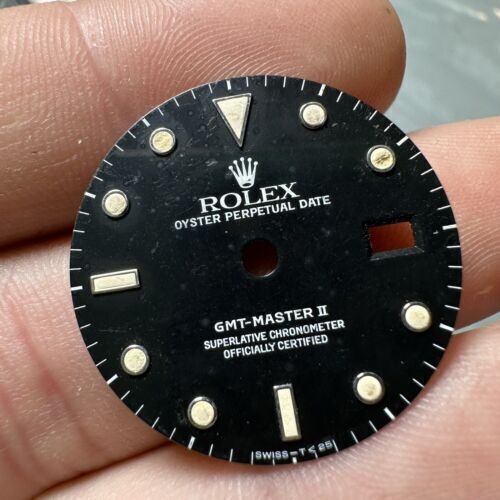 ROLEX
OYSTER PERPETUAL DATE
GMT-MASTER II
SUPERLATIVE CHRONOMETER
OFFICIALLY CERTIFIED
SWISS-T<25